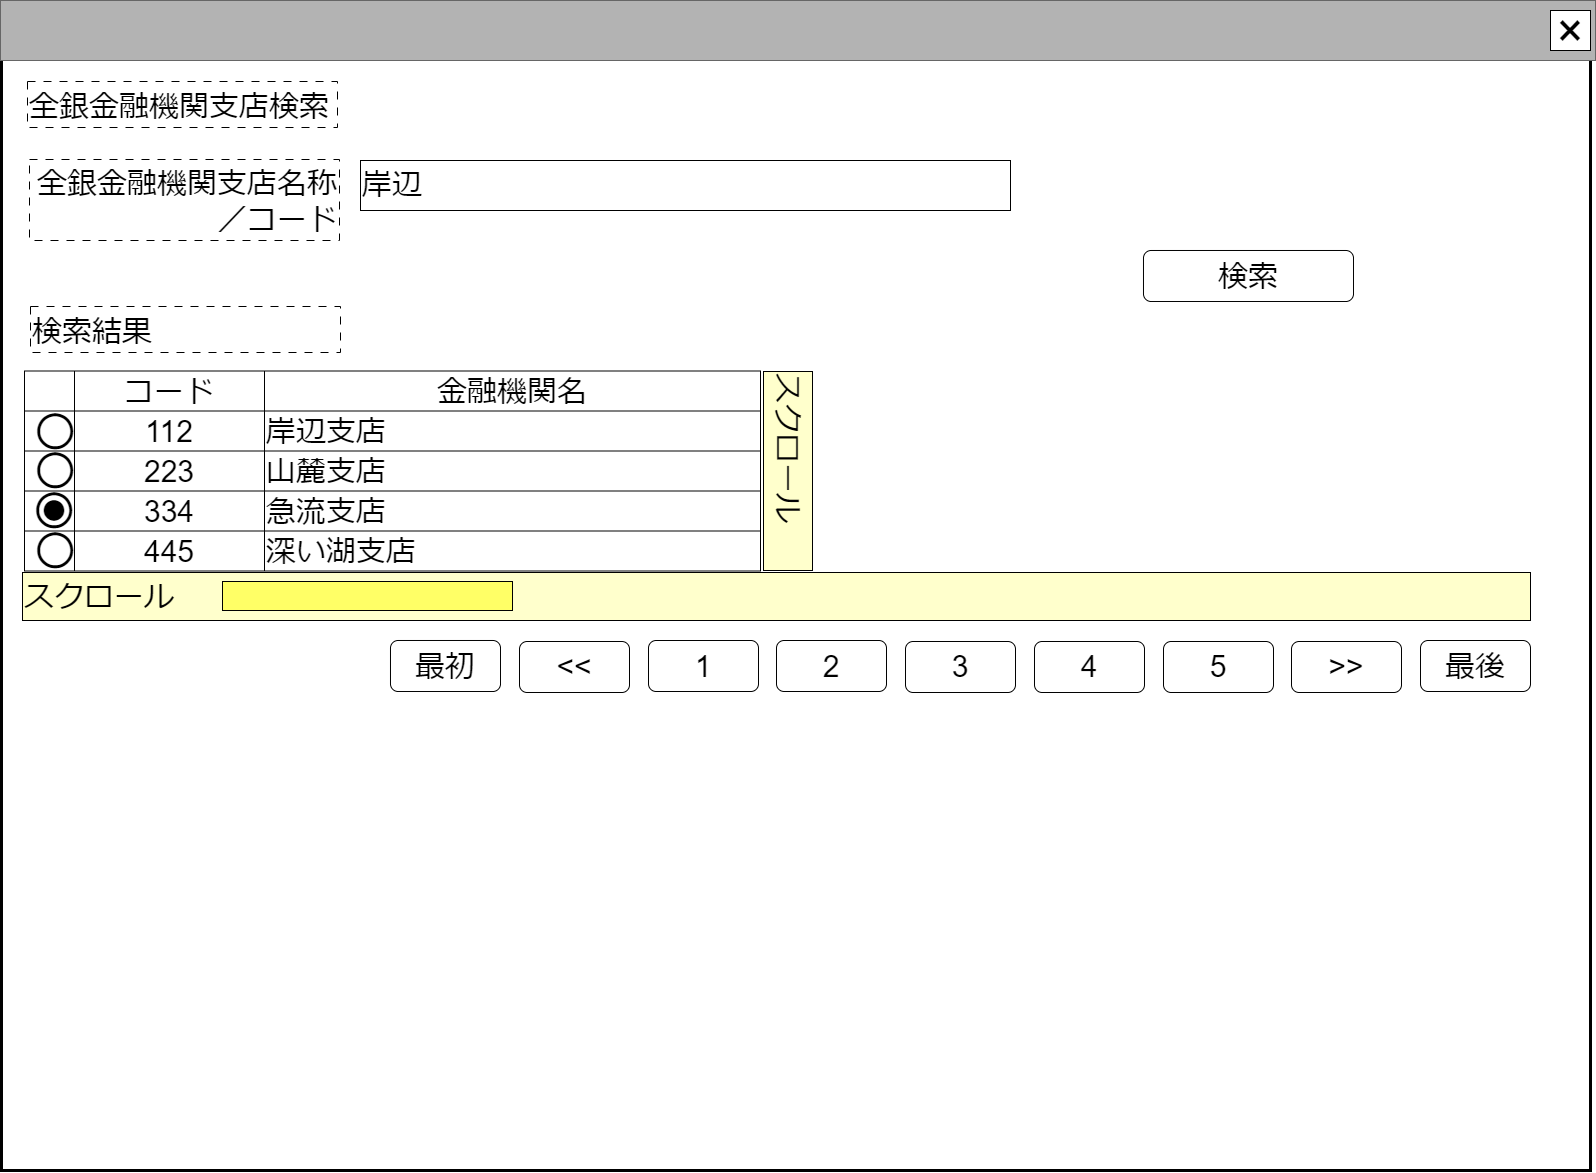 全銀金融機関支店検索
全銀金融機関支店名称
／コード
岸辺
検索
検索結果
コード 金融機関名
112 岸辺支店
223 山麓支店
334 急流支店
445 深い湖支店
スクロール
スクロール
最初 << 1 2 3 4 5 >> 最後